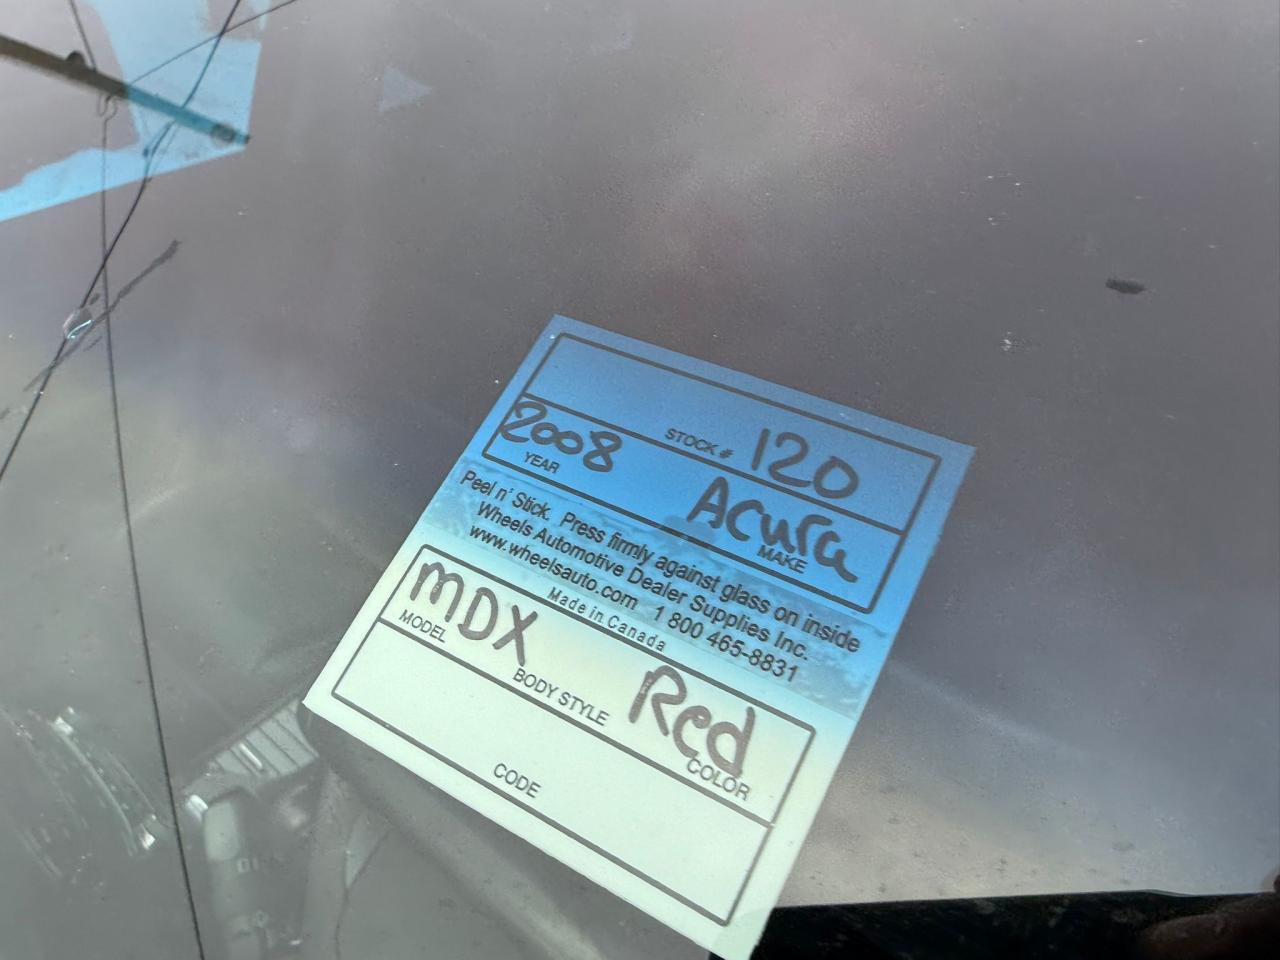 STOCK # 120
2008 Acura
YEAR MAKE
Peel n' Stick. Press firmly against glass on inside
Wheels Automotive Dealer Supplies Inc.
www.wheelsauto.com 1 800 465-8831
Made in Canada
MDX Red
MODEL BODY STYLE COLOR
CODE